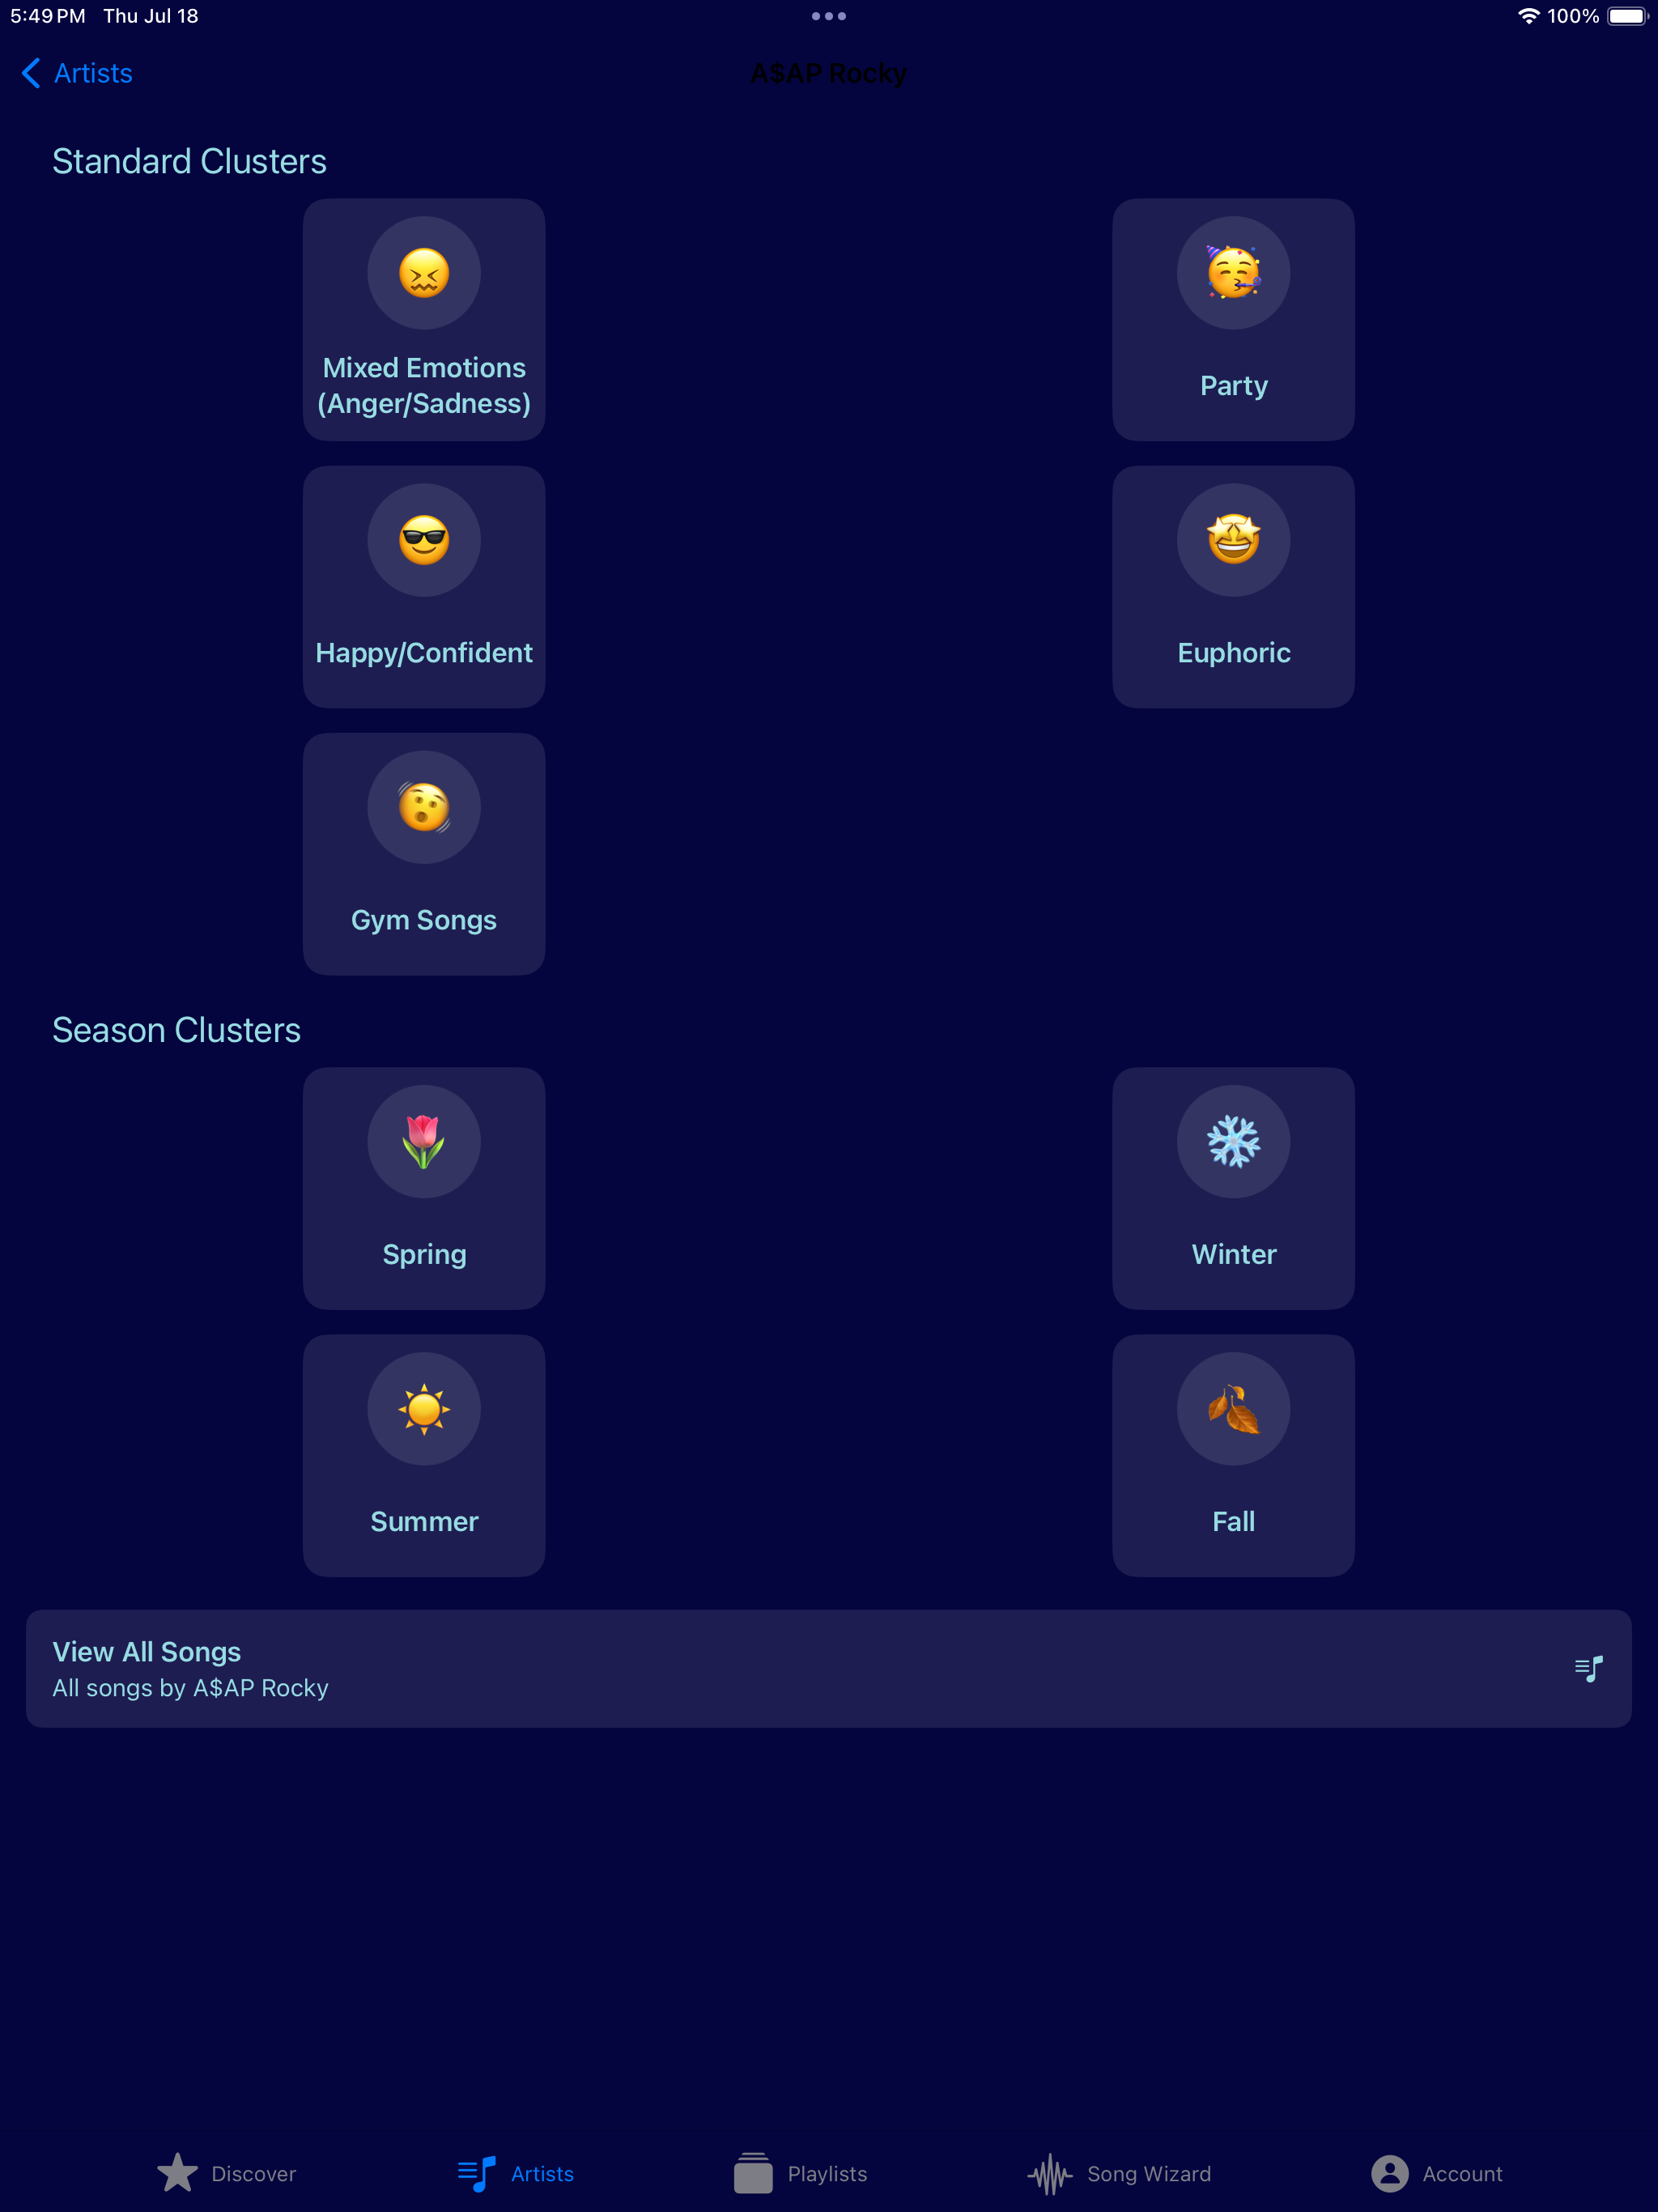 5:49 PM Thu Jul 18
100%
Artists
A$AP Rocky
Standard Clusters
Mixed Emotions
(Anger/Sadness)
Party
Happy/Confident
Euphoric
Gym Songs
Season Clusters
Spring
Winter
Summer
Fall
View All Songs
All songs by A$AP Rocky
Discover
Artists
Playlists
Song Wizard
Account